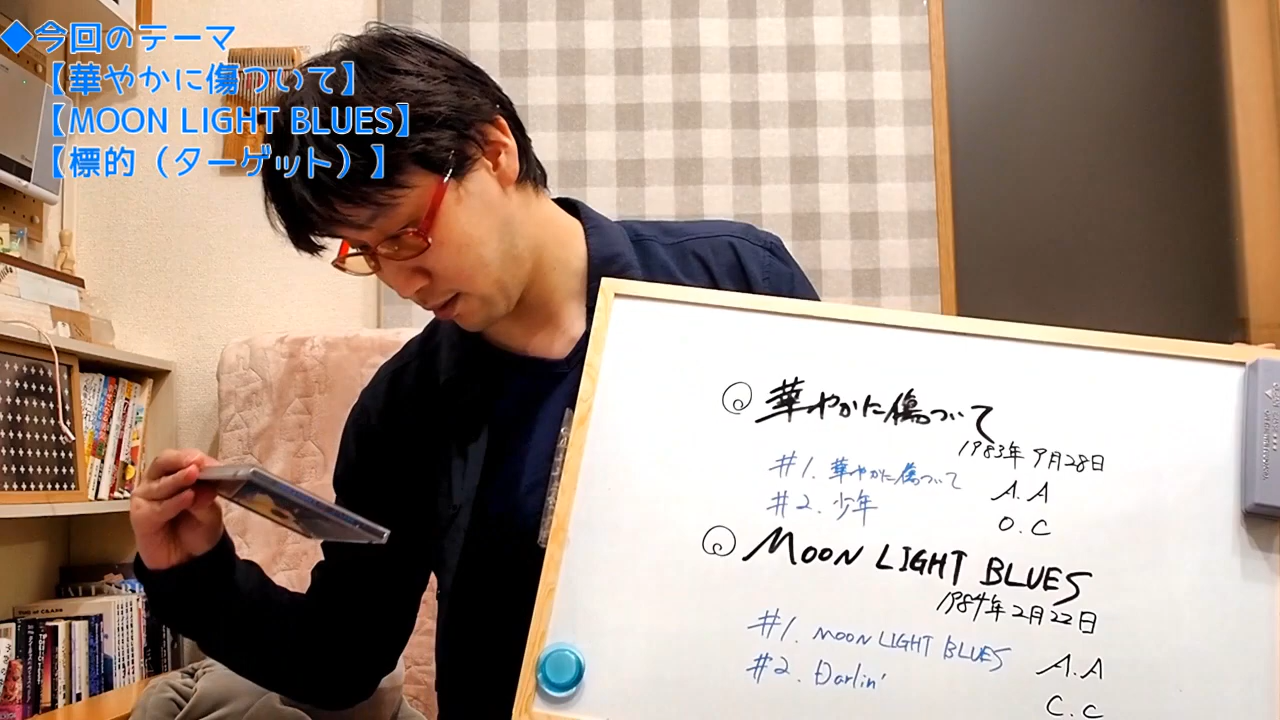 ◆今回のテーマ
【華やかに傷ついて】
【MOON LIGHT BLUES】
【標的（ターゲット）】
華やかに傷ついて
1983年9月28日
#1. 華やかに傷ついて
A.A
#2. 少年
O.C
MOON LIGHT BLUES
1984年2月22日
#1. MOON LIGHT BLUES
A.A
#2. Darlin'
C.C